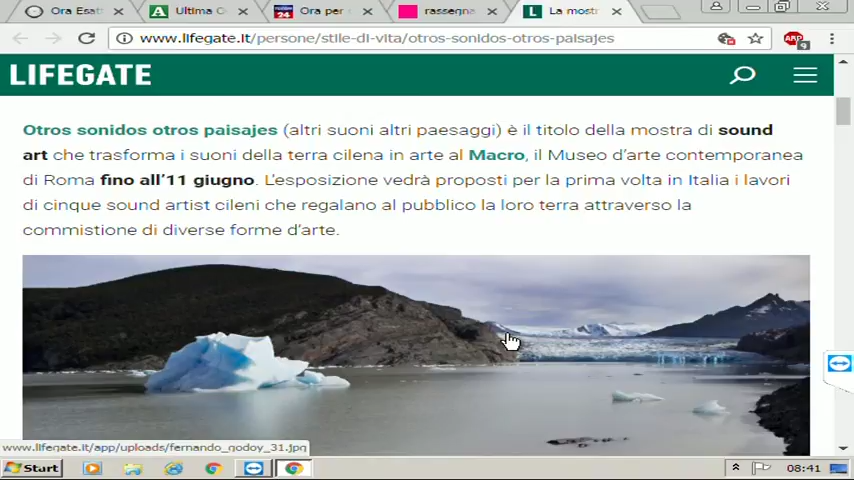 Ora Esat
Ultima O
Ora per
rassegna
La mostr
www.lifegate.it/persone/stile-di-vita/otros-sonidos-otros-paisajes
ABP
9
LIFEGATE
Otros sonidos otros paisajes (altri suoni altri paesaggi) è il titolo della mostra di sound
art che trasforma i suoni della terra cilena in arte al Macro, il Museo d'arte contemporanea
di Roma fino all'11 giugno. L'esposizione vedrà proposti per la prima volta in Italia i lavori
di cinque sound artist cileni che regalano al pubblico la loro terra attraverso la
commistione di diverse forme d'arte.
www.lifegate.it/app/uploads/fernando_godoy_31.jpg
Start
08:41